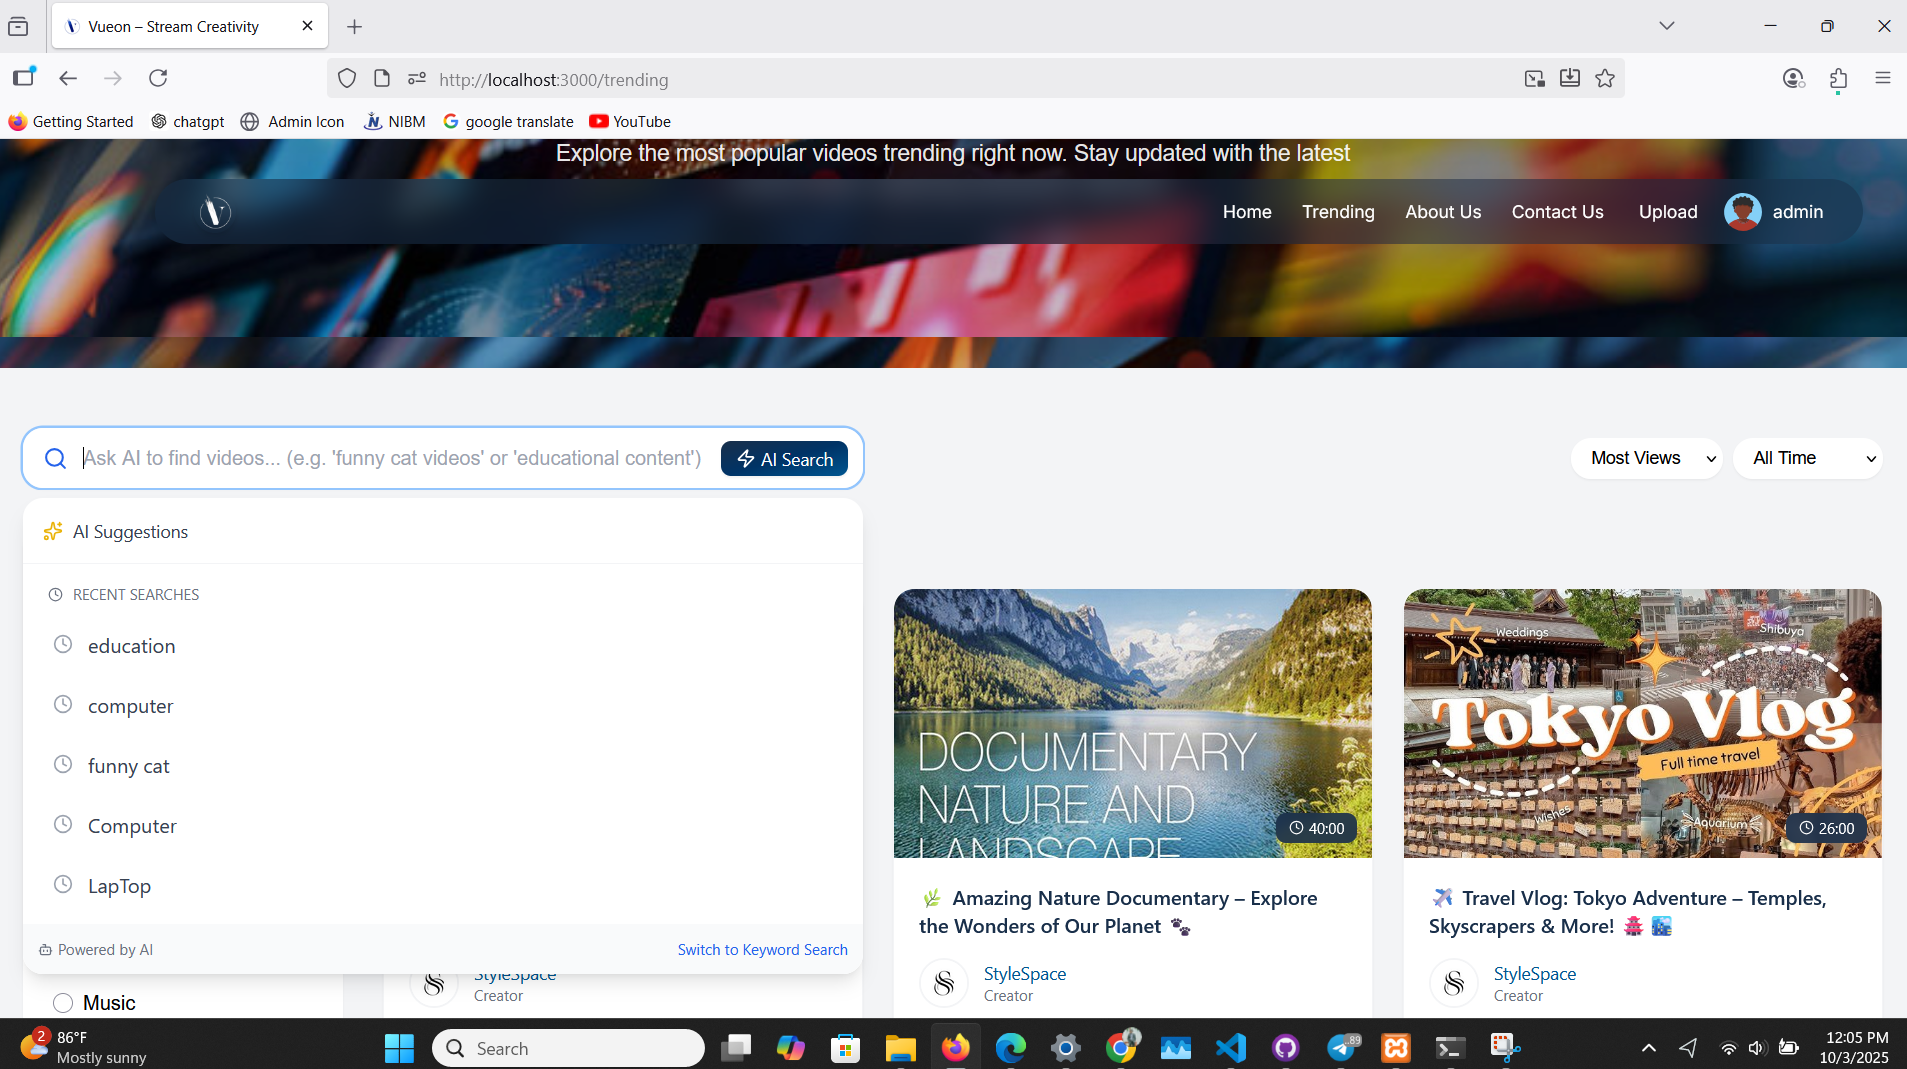 Vueon – Stream Creativity
http://localhost:3000/trending
Getting Started chatgpt Admin Icon NIBM google translate YouTube
Explore the most popular videos trending right now. Stay updated with the latest
Home Trending About Us Contact Us Upload admin
Ask AI to find videos... (e.g. 'funny cat videos' or 'educational content') AI Search
Most Views All Time
AI Suggestions
RECENT SEARCHES
education
computer
funny cat
Computer
LapTop
Powered by AI Switch to Keyword Search
Music
StyleSpace
Creator
DOCUMENTARY
NATURE AND
LANDSCAPE
40:00
🌿 Amazing Nature Documentary – Explore
the Wonders of Our Planet 🐾
StyleSpace
Creator
Weddings
Shibuya
Tokyo Vlog
Full time travel
Wishes
Aquarium
26:00
✈️ Travel Vlog: Tokyo Adventure – Temples,
Skyscrapers & More! 🏯 🌇
StyleSpace
Creator
2
86°F
Mostly sunny
Search
.89
12:05 PM
10/3/2025